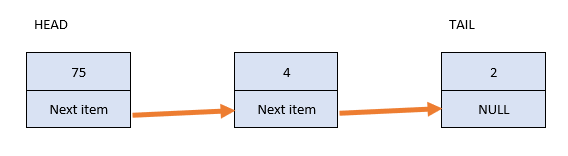 HEAD
TAIL
75
4
2
Next item
Next item
NULL